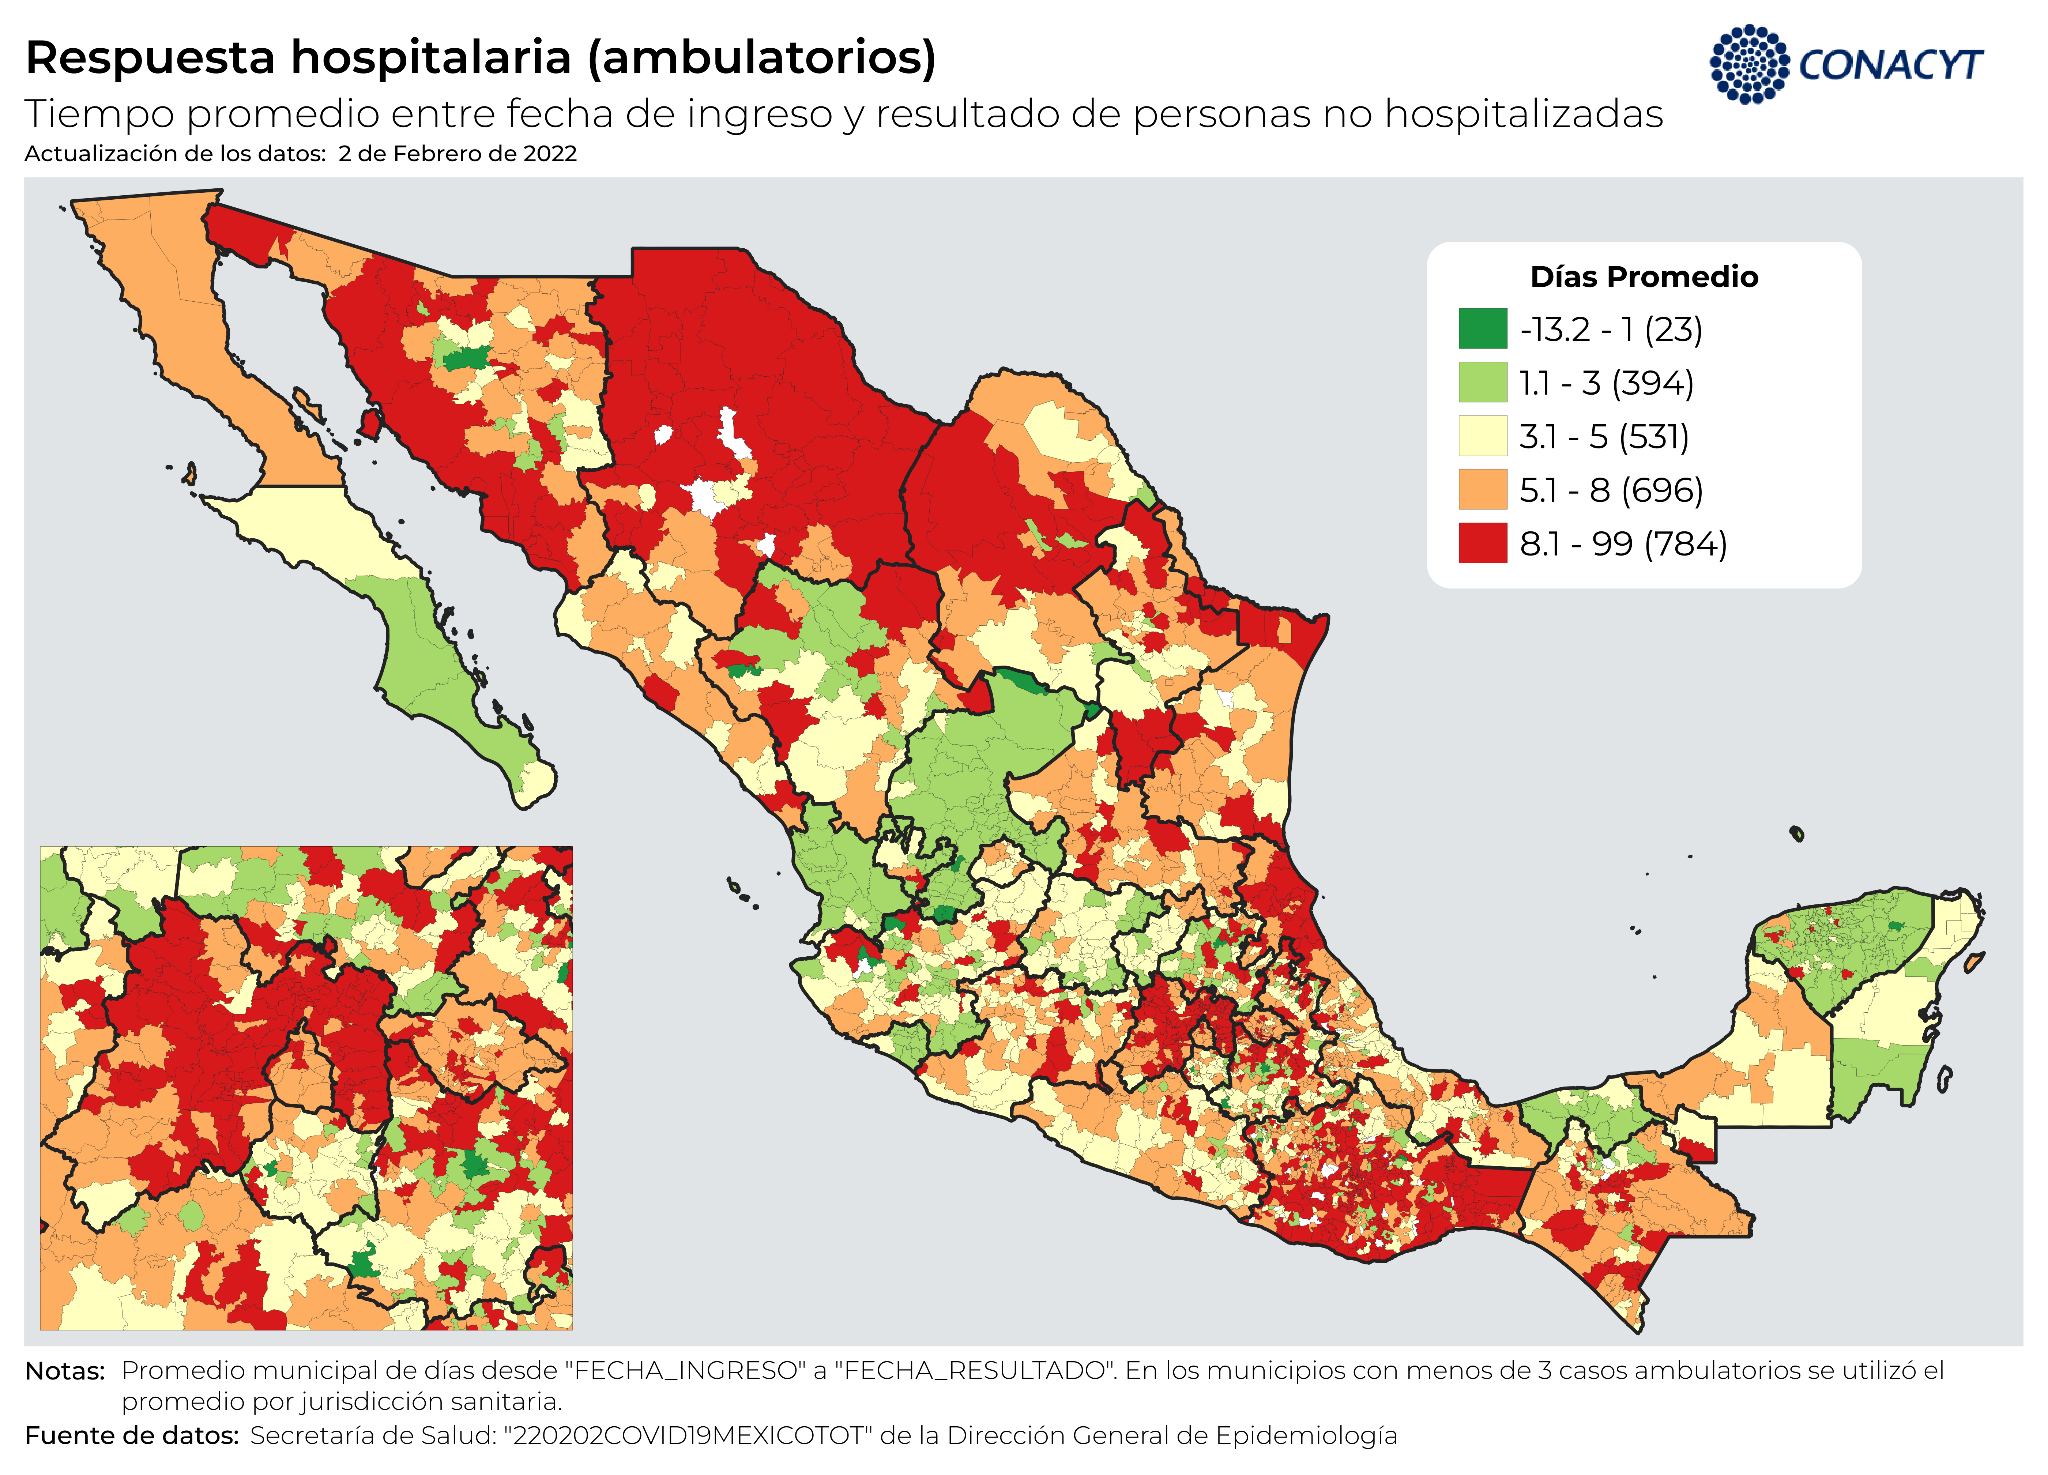 Respuesta hospitalaria (ambulatorios)
CONACYT
Tiempo promedio entre fecha de ingreso y resultado de personas no hospitalizadas
Actualización de los datos: 2 de Febrero de 2022
Días Promedio
-13.2 - 1 (23)
1.1 - 3 (394)
3.1 - 5 (531)
5.1 - 8 (696)
8.1 - 99 (784)
Notas: Promedio municipal de días desde "FECHA_INGRESO" a "FECHA_RESULTADO". En los municipios con menos de 3 casos ambulatorios se utilizó el
promedio por jurisdicción sanitaria.
Fuente de datos: Secretaría de Salud: "220202COVID19MEXICOTOT" de la Dirección General de Epidemiología